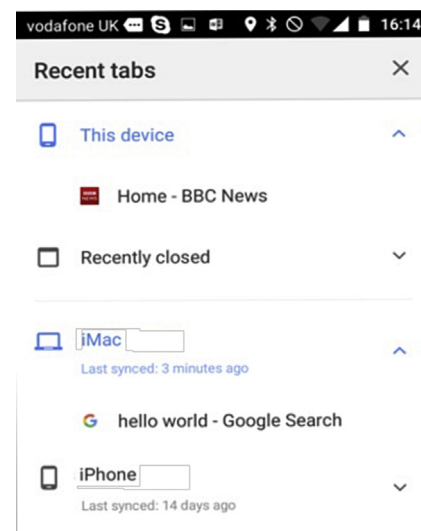 vodafone UK 16:14
Recent tabs
This device
Home - BBC News
Recently closed
iMac
Last synced: 3 minutes ago
hello world - Google Search
iPhone
Last synced: 14 days ago